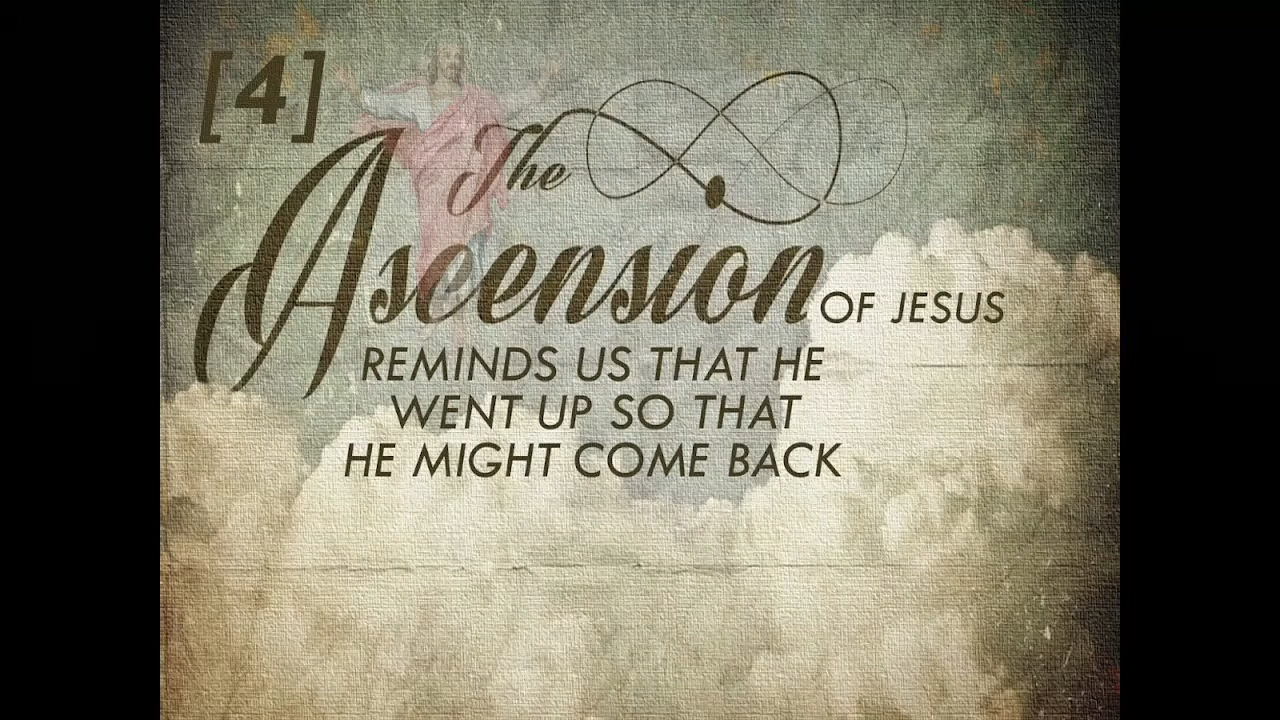 [4]
The
Ascension OF JESUS
REMINDS US THAT HE
WENT UP SO THAT
HE MIGHT COME BACK